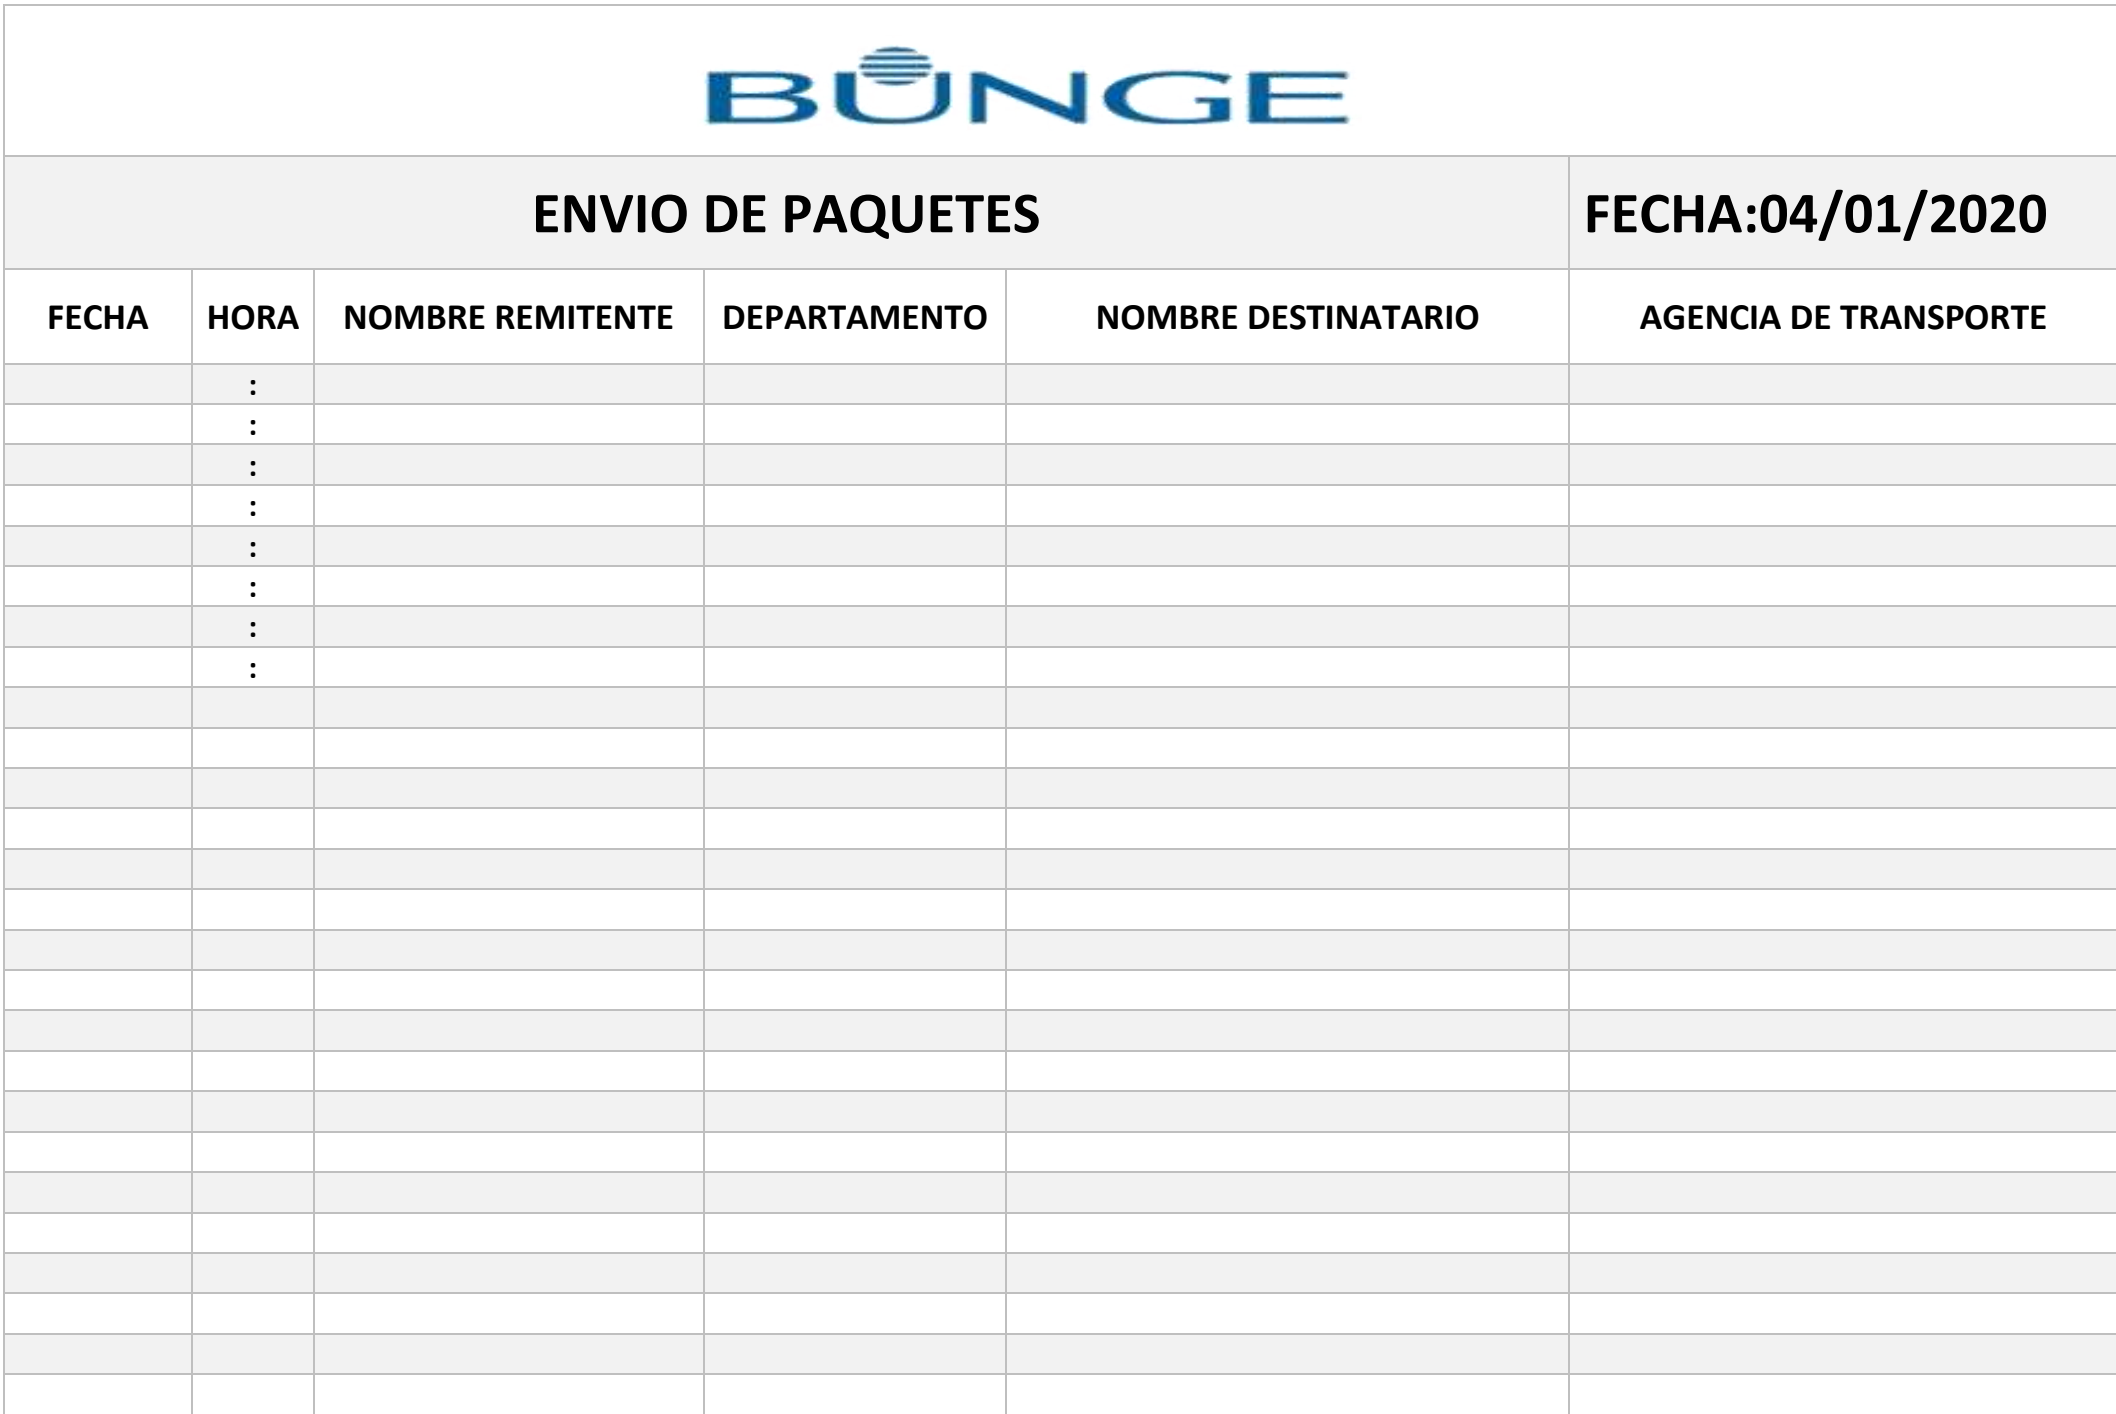 BUNGE
ENVIO DE PAQUETES FECHA:04/01/2020
FECHA HORA NOMBRE REMITENTE DEPARTAMENTO NOMBRE DESTINATARIO AGENCIA DE TRANSPORTE
:
:
:
:
:
:
:
: